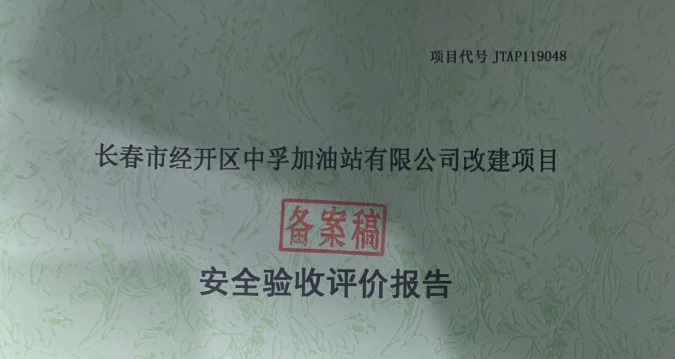 项目代号 JTAP119048
长春市经开区中孚加油站有限公司改建项目
备案稿
安全验收评价报告